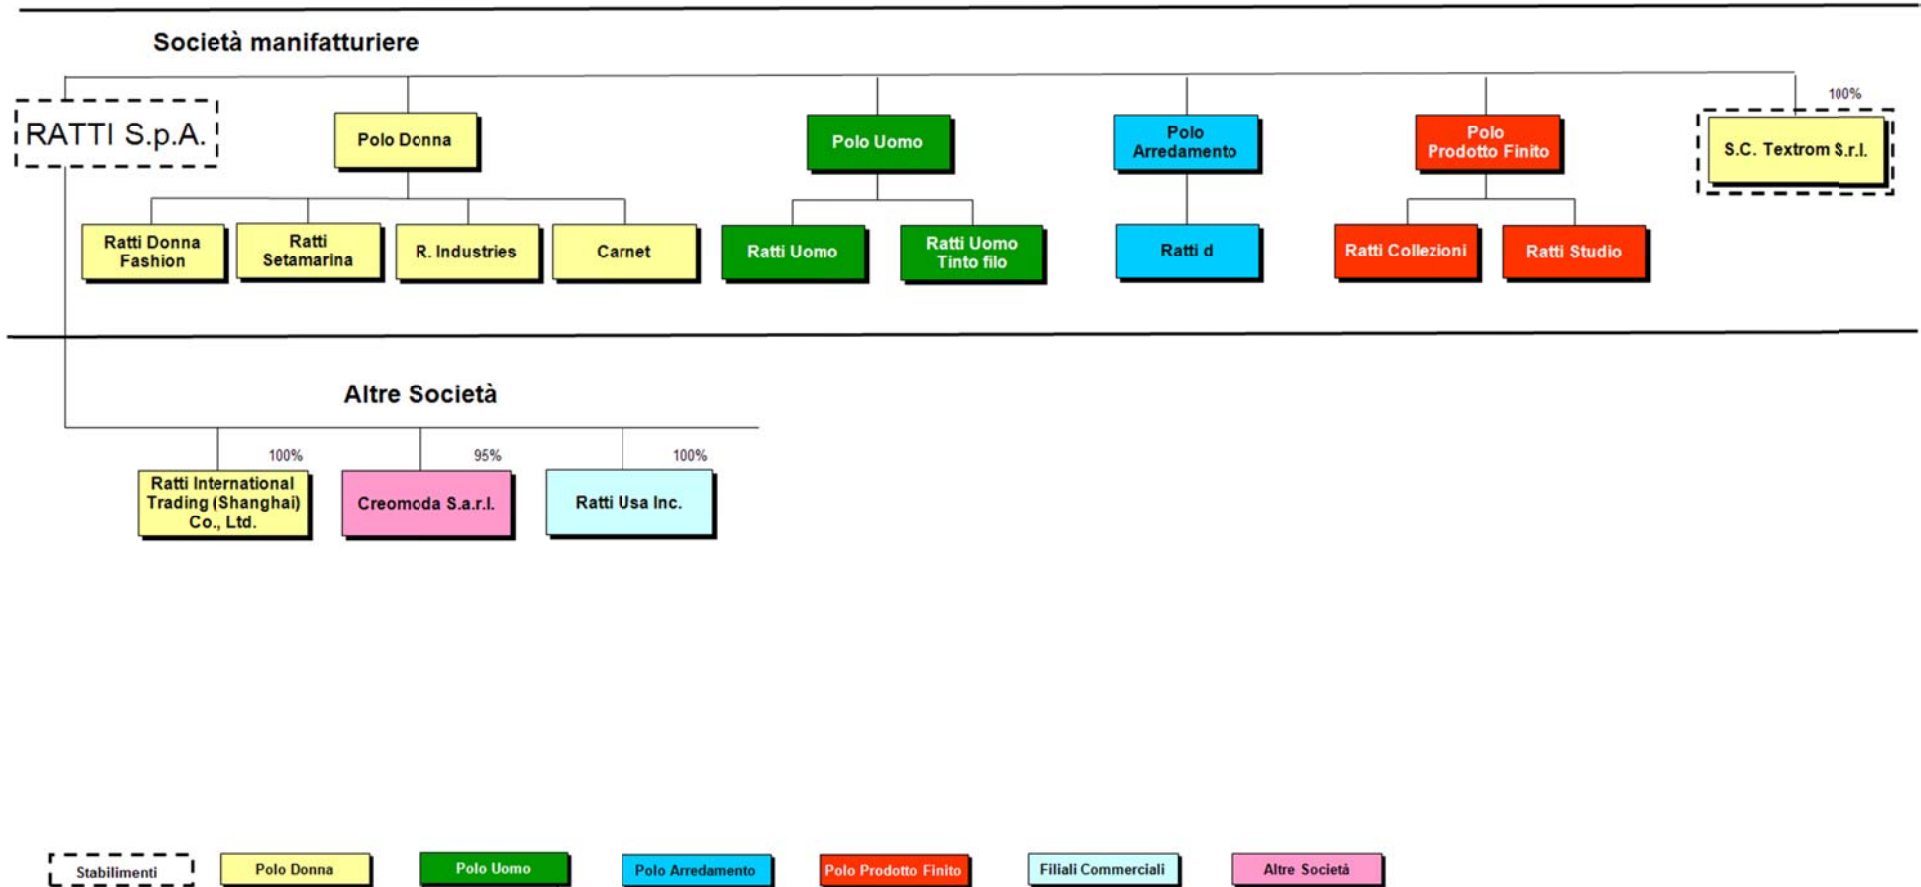 Società manifatturiere
RATTI S.p.A.
Polo Donna
Polo Uomo
Polo
Arredamento
Polo
Prodotto Finito
100%
S.C. Textrom S.r.l.
Ratti Donna
Fashion
Ratti
Setamarina
R. Industries
Carnet
Ratti Uomo
Ratti Uomo
Tinto filo
Ratti d
Ratti Collezioni
Ratti Studio
Altre Società
100%
Ratti International
Trading (Shanghai)
Co., Ltd.
95%
Creomoda S.a.r.l.
100%
Ratti Usa Inc.
Stabilimenti
Polo Donna
Polo Uomo
Polo Arredamento
Polo Prodotto Finito
Filiali Commerciali
Altre Società